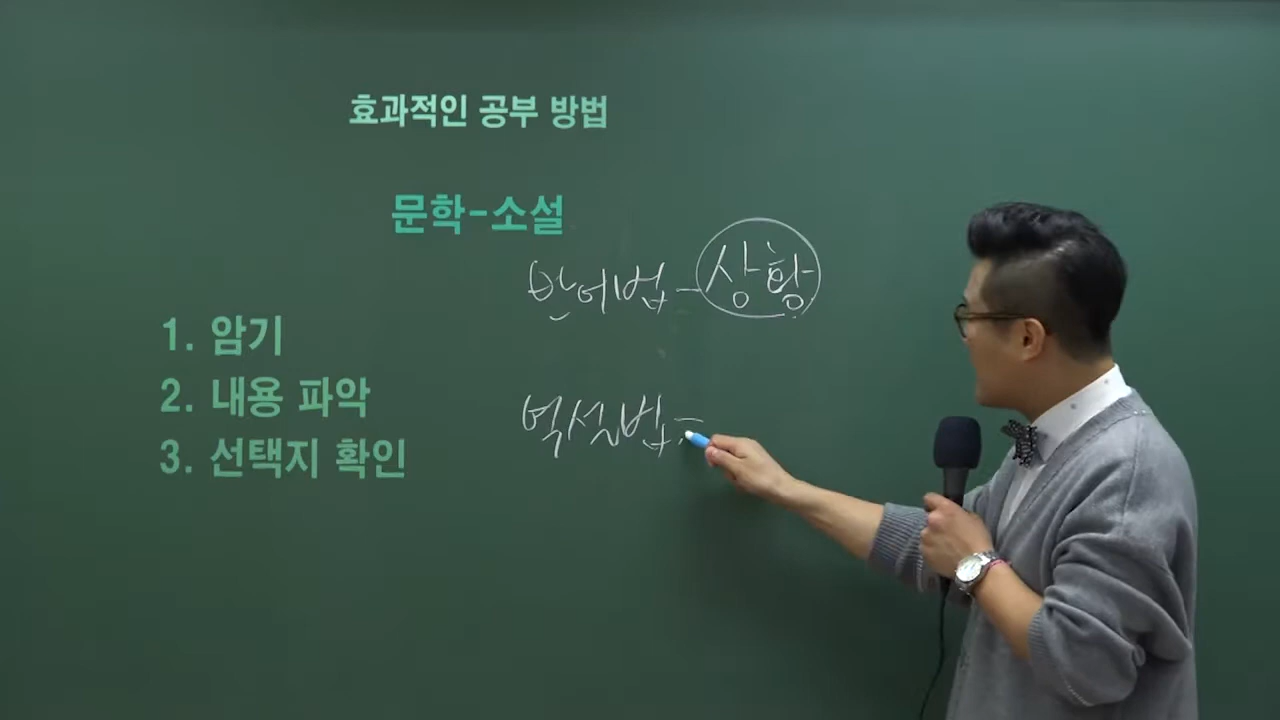 효과적인 공부 방법
문학-소설
반어법-상황
1. 암기
2. 내용 파악
역설법=
3. 선택지 확인